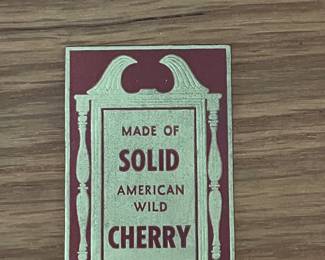 MADE OF
SOLID
AMERICAN
WILD
CHERRY